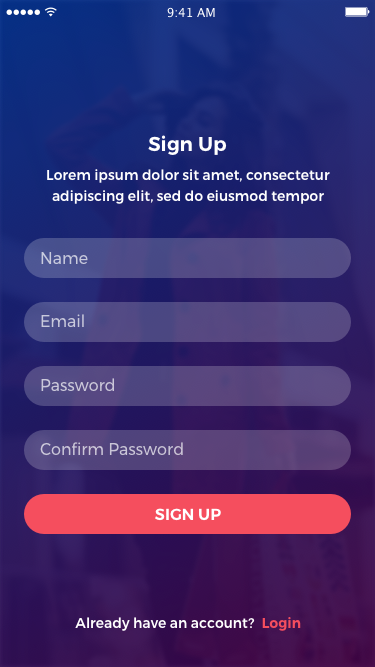 9:41 AM
Sign Up
Lorem ipsum dolor sit amet, consectetur
adipiscing elit, sed do eiusmod tempor
Name
Email
Password
Confirm Password
SIGN UP
Already have an account? Login